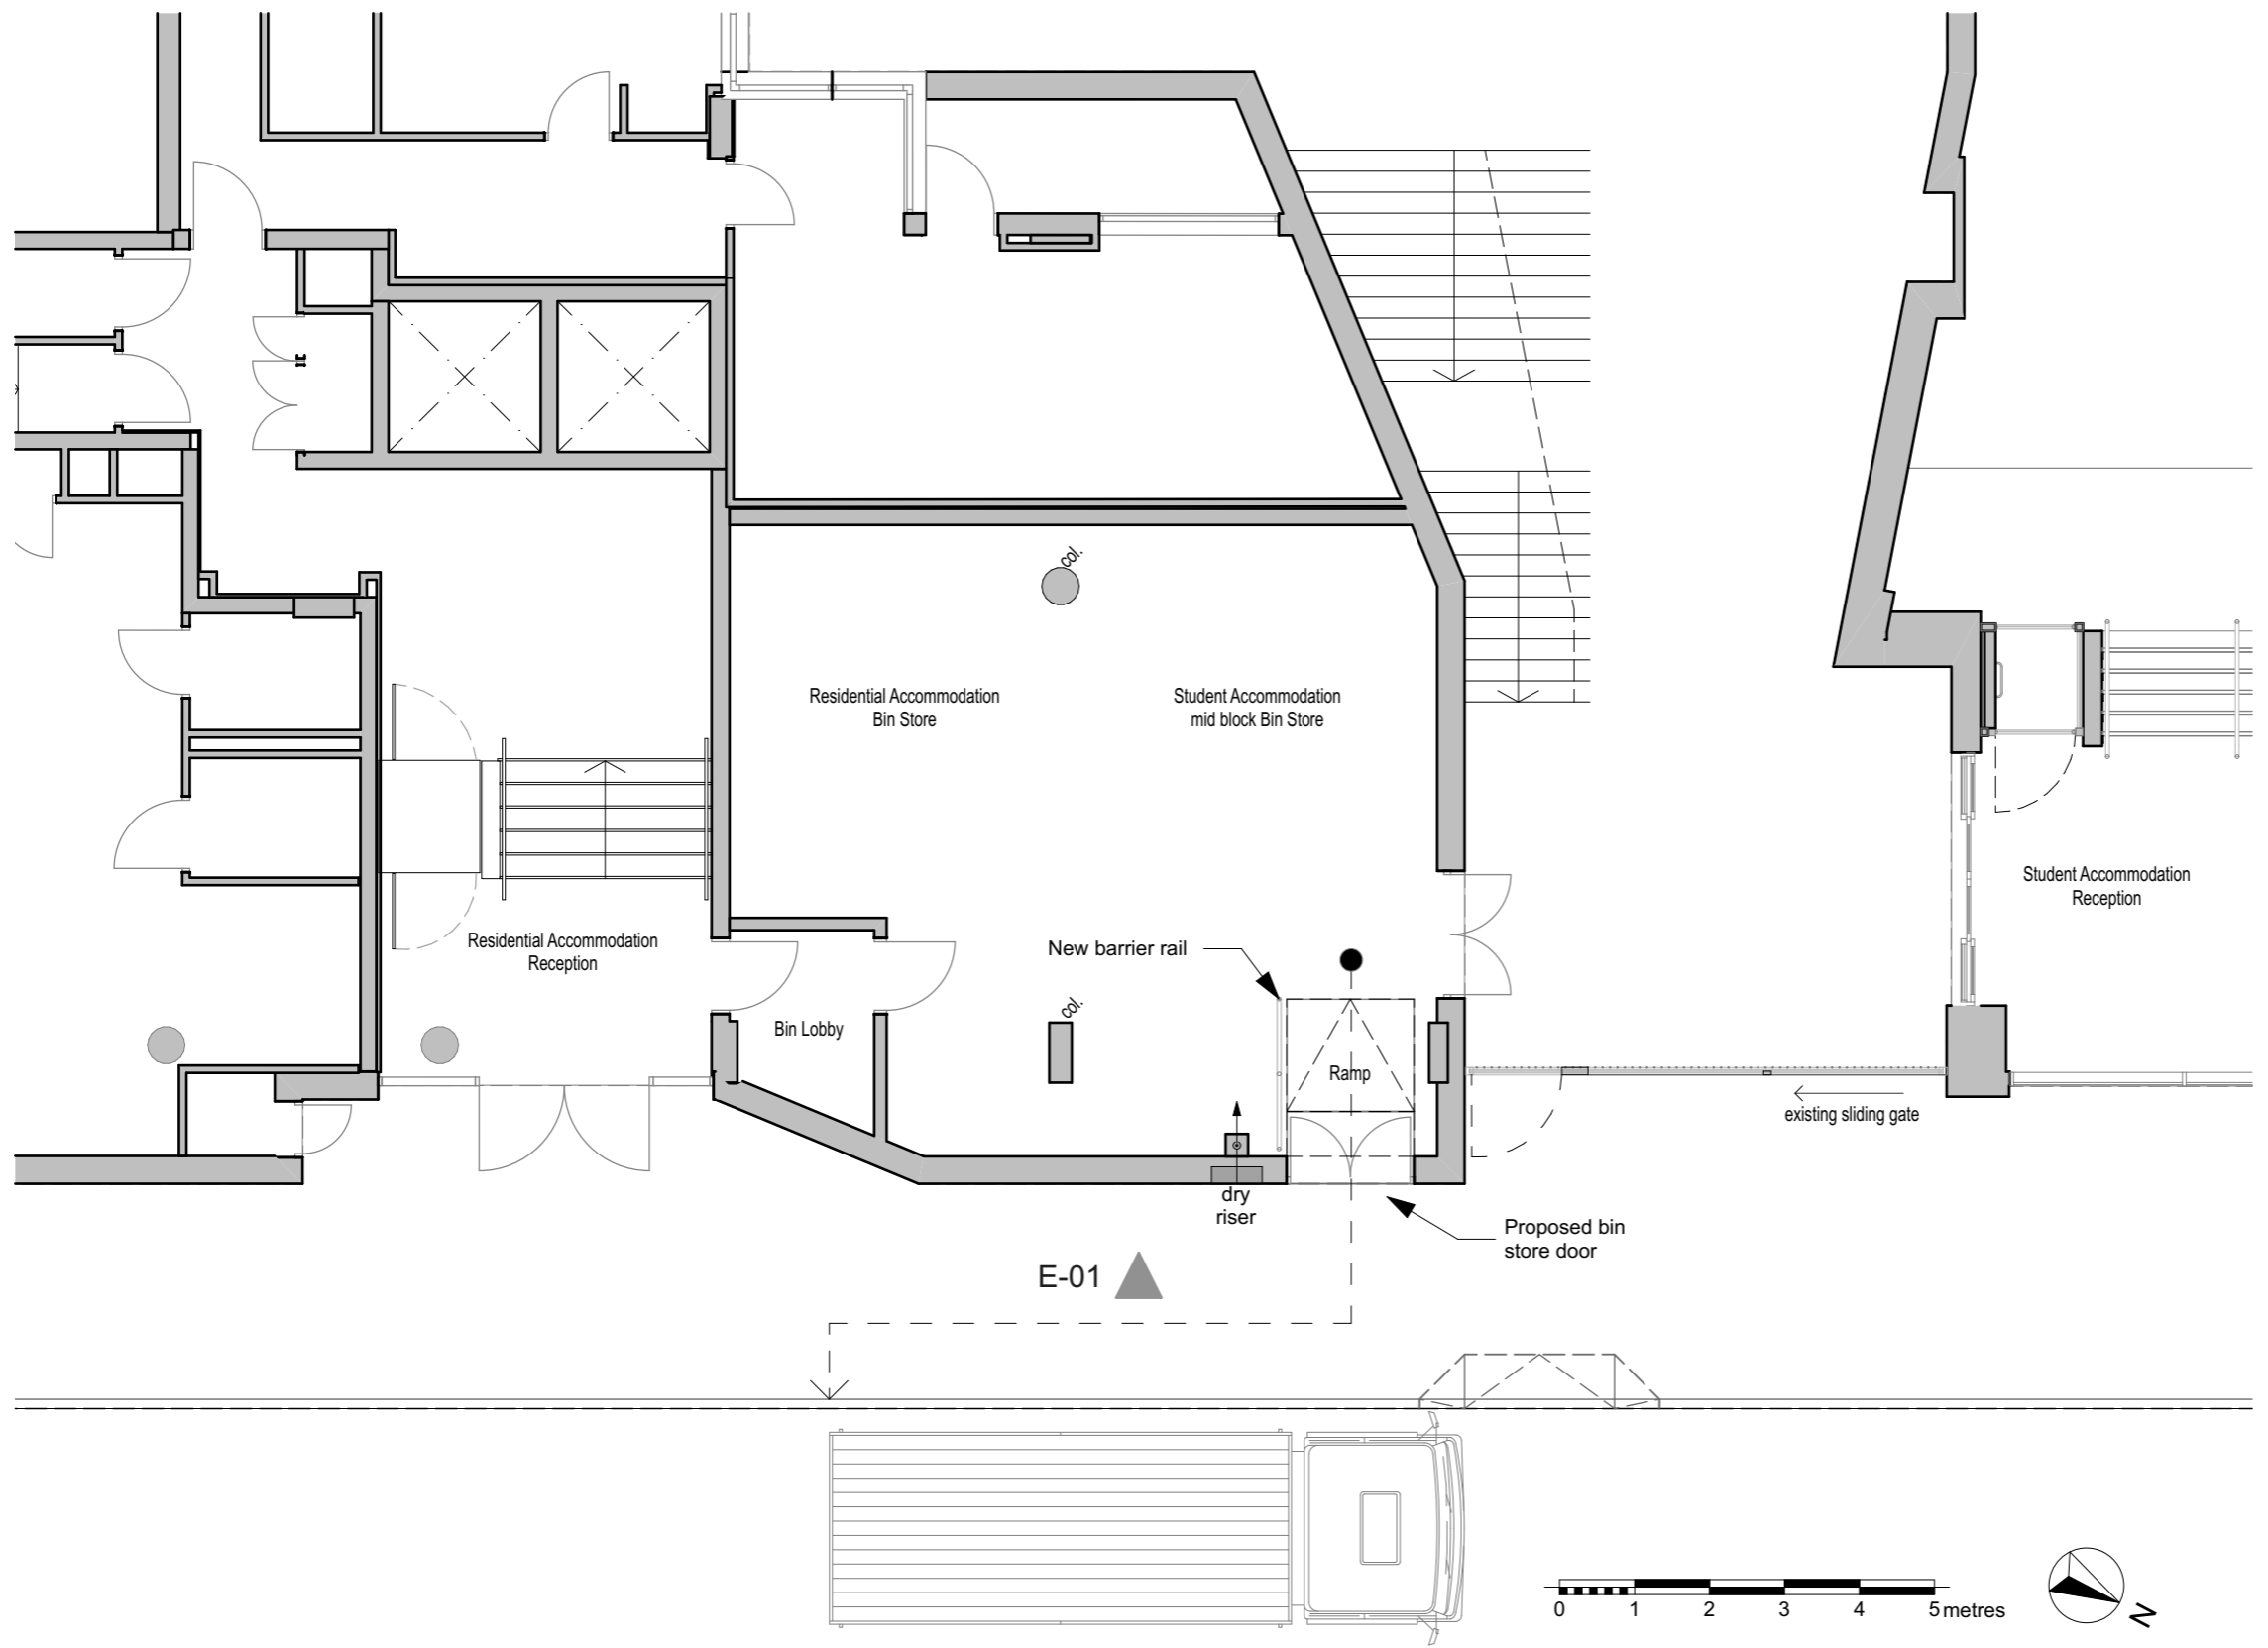 col.
Residential Accommodation
Bin Store
Student Accommodation
mid block Bin Store
Student Accommodation
Reception
Residential Accommodation
Reception
New barrier rail
col.
Bin Lobby
Ramp
existing sliding gate
dry
riser
Proposed bin
store door
E-01
0 1 2 3 4 5 metres
N